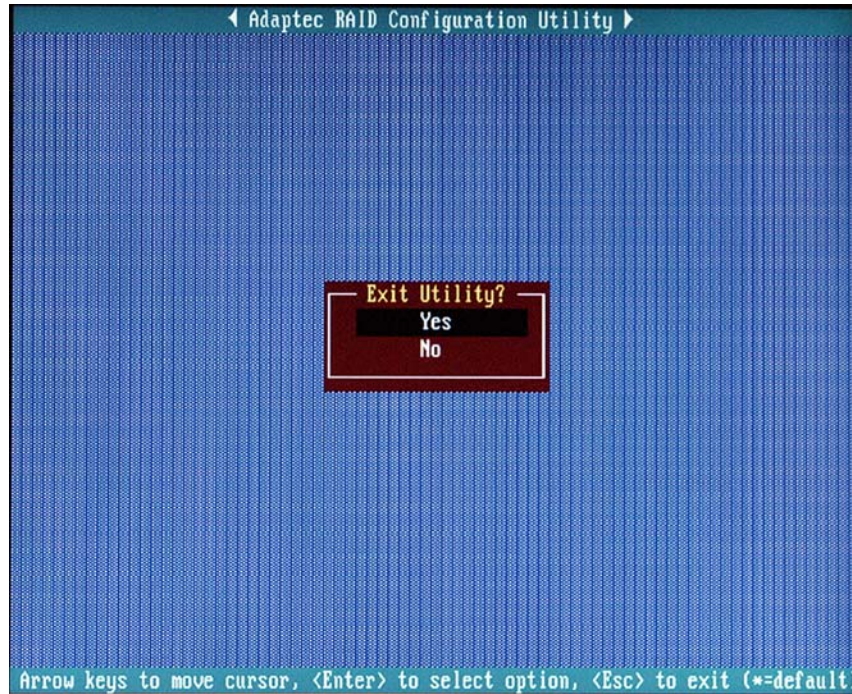 Adaptec RAID Configuration Utility
Exit Utility?
Yes
No
Arrow keys to move cursor, <Enter> to select option, <Esc> to exit (*=default